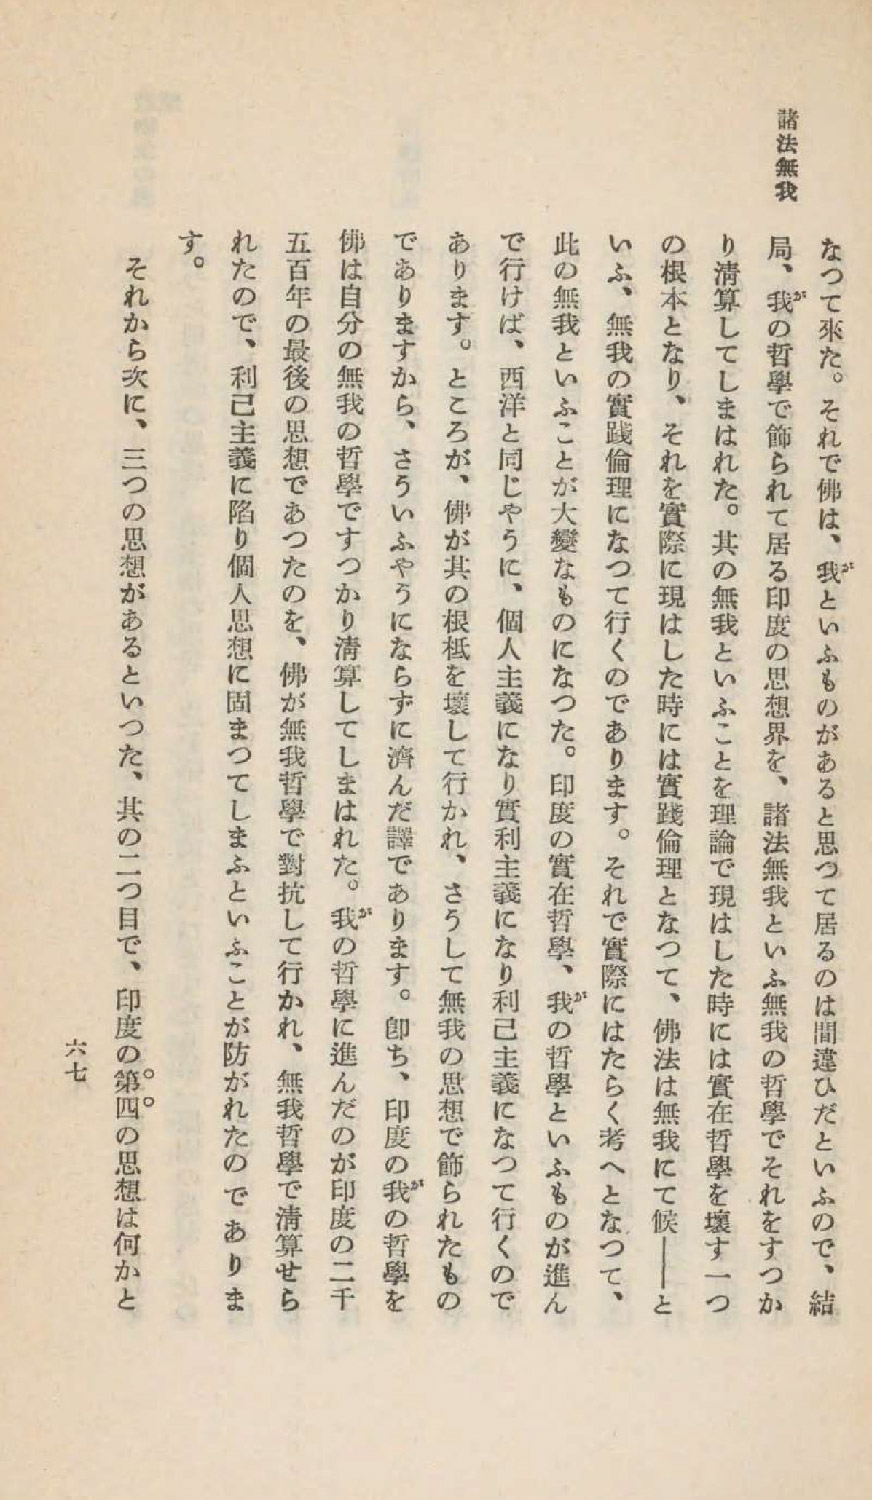 諸法無我
なつて來た。それで佛は、我といふものがあると思つて居るのは間違ひだといふので、結
局、我の哲學で飾られて居る印度の思想界を、諸法無我といふ無我の哲學でそれをすつか
り淸算してしまはれた。其の無我といふことを理論で現はした時には實在哲學を壞す一つ
の根本となり、それを實際に現はした時には實踐倫理となつて、佛法は無我にて候――と
いふ、無我の實踐倫理になつて行くのであります。それで實際にはたらく考へとなつて、
此の無我といふことが大變なものになつた。印度の實在哲學、我の哲學といふものが進ん
で行けば、西洋と同じやうに、個人主義になり實利主義になり利己主義になつて行くので
あります。ところが、佛が其の根柢を壞して行かれ、さうして無我の思想で飾られたもの
でありますから、さういふやうにならずに濟んだ譯であります。卽ち、印度の我の哲學を
佛は自分の無我の哲學ですつかり淸算してしまはれた。我の哲學に進んだのが印度の二千
五百年の最後の思想であつたのを、佛が無我哲學で對抗して行かれ、無我哲學で淸算せら
れたので、利己主義に陷り個人思想に固まつてしまふといふことが防がれたのでありま
す。
それから次に、三つの思想があるといつた、其の二つ目で、印度の第四の思想は何かと
六七